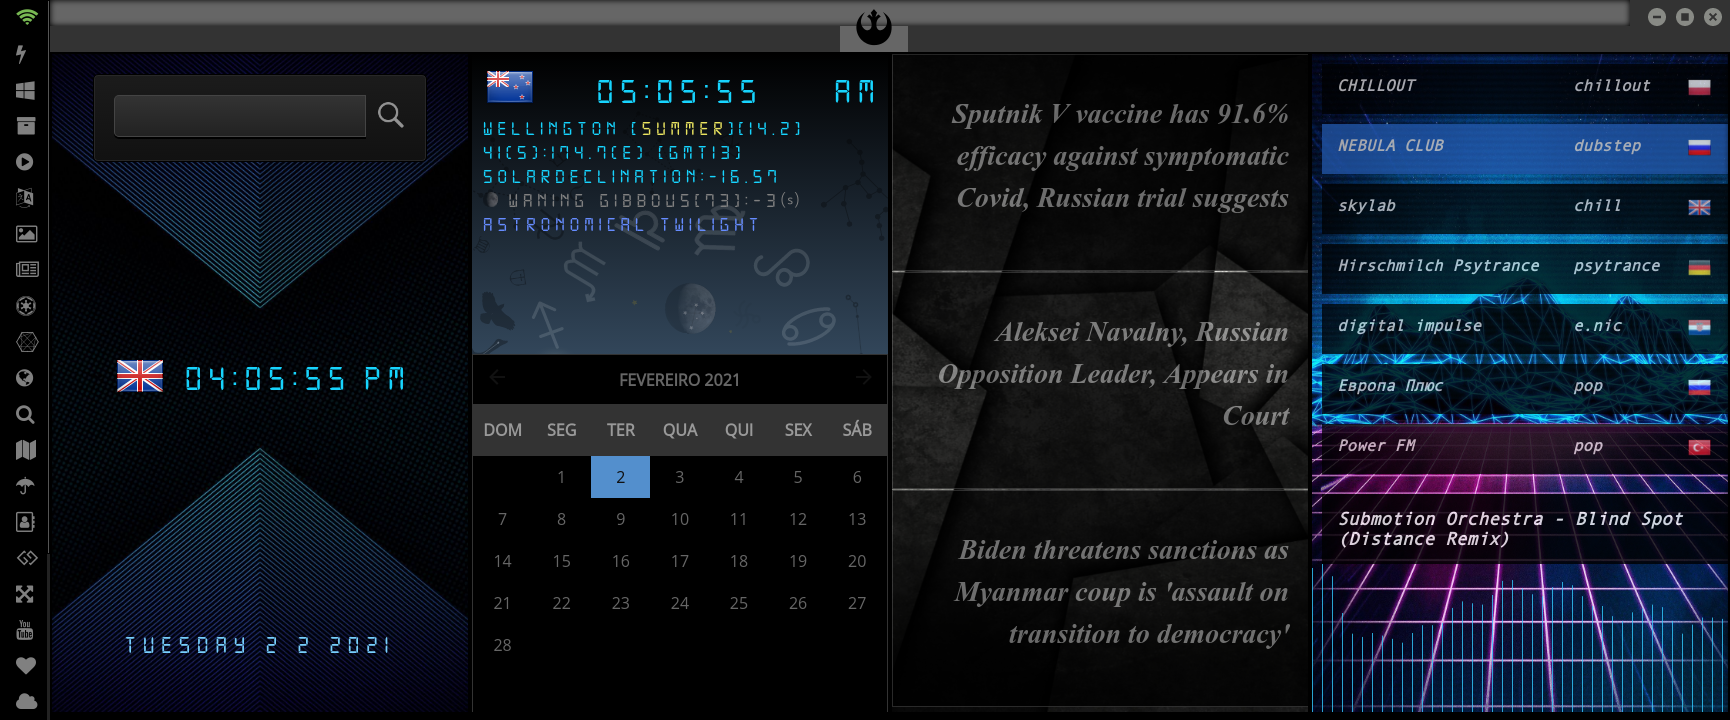 04:05:55 PM
TUESDAY 2 2 2021
05:05:55 AM
WELLINGTON [SUMMER][14.2]
41(S):174.7(E) [GMT13]
SOLARDECLINATION:-16.57
WANING GIBBOUS[73]:-3(s)
ASTRONOMICAL TWILIGHT
FEVEREIRO 2021
DOM SEG TER QUA QUI SEX SÁB
1 2 3 4 5 6
7 8 9 10 11 12 13
14 15 16 17 18 19 20
21 22 23 24 25 26 27
28
Sputnik V vaccine has 91.6%
efficacy against symptomatic
Covid, Russian trial suggests
Aleksei Navalny, Russian
Opposition Leader, Appears in
Court
Biden threatens sanctions as
Myanmar coup is 'assault on
transition to democracy'
CHILLOUT chillout
NEBULA CLUB dubstep
skylab chill
Hirschmilch Psytrance psytrance
digital impulse e.nic
Европа Плюс pop
Power FM pop
Submotion Orchestra - Blind Spot
(Distance Remix)
You
Tube